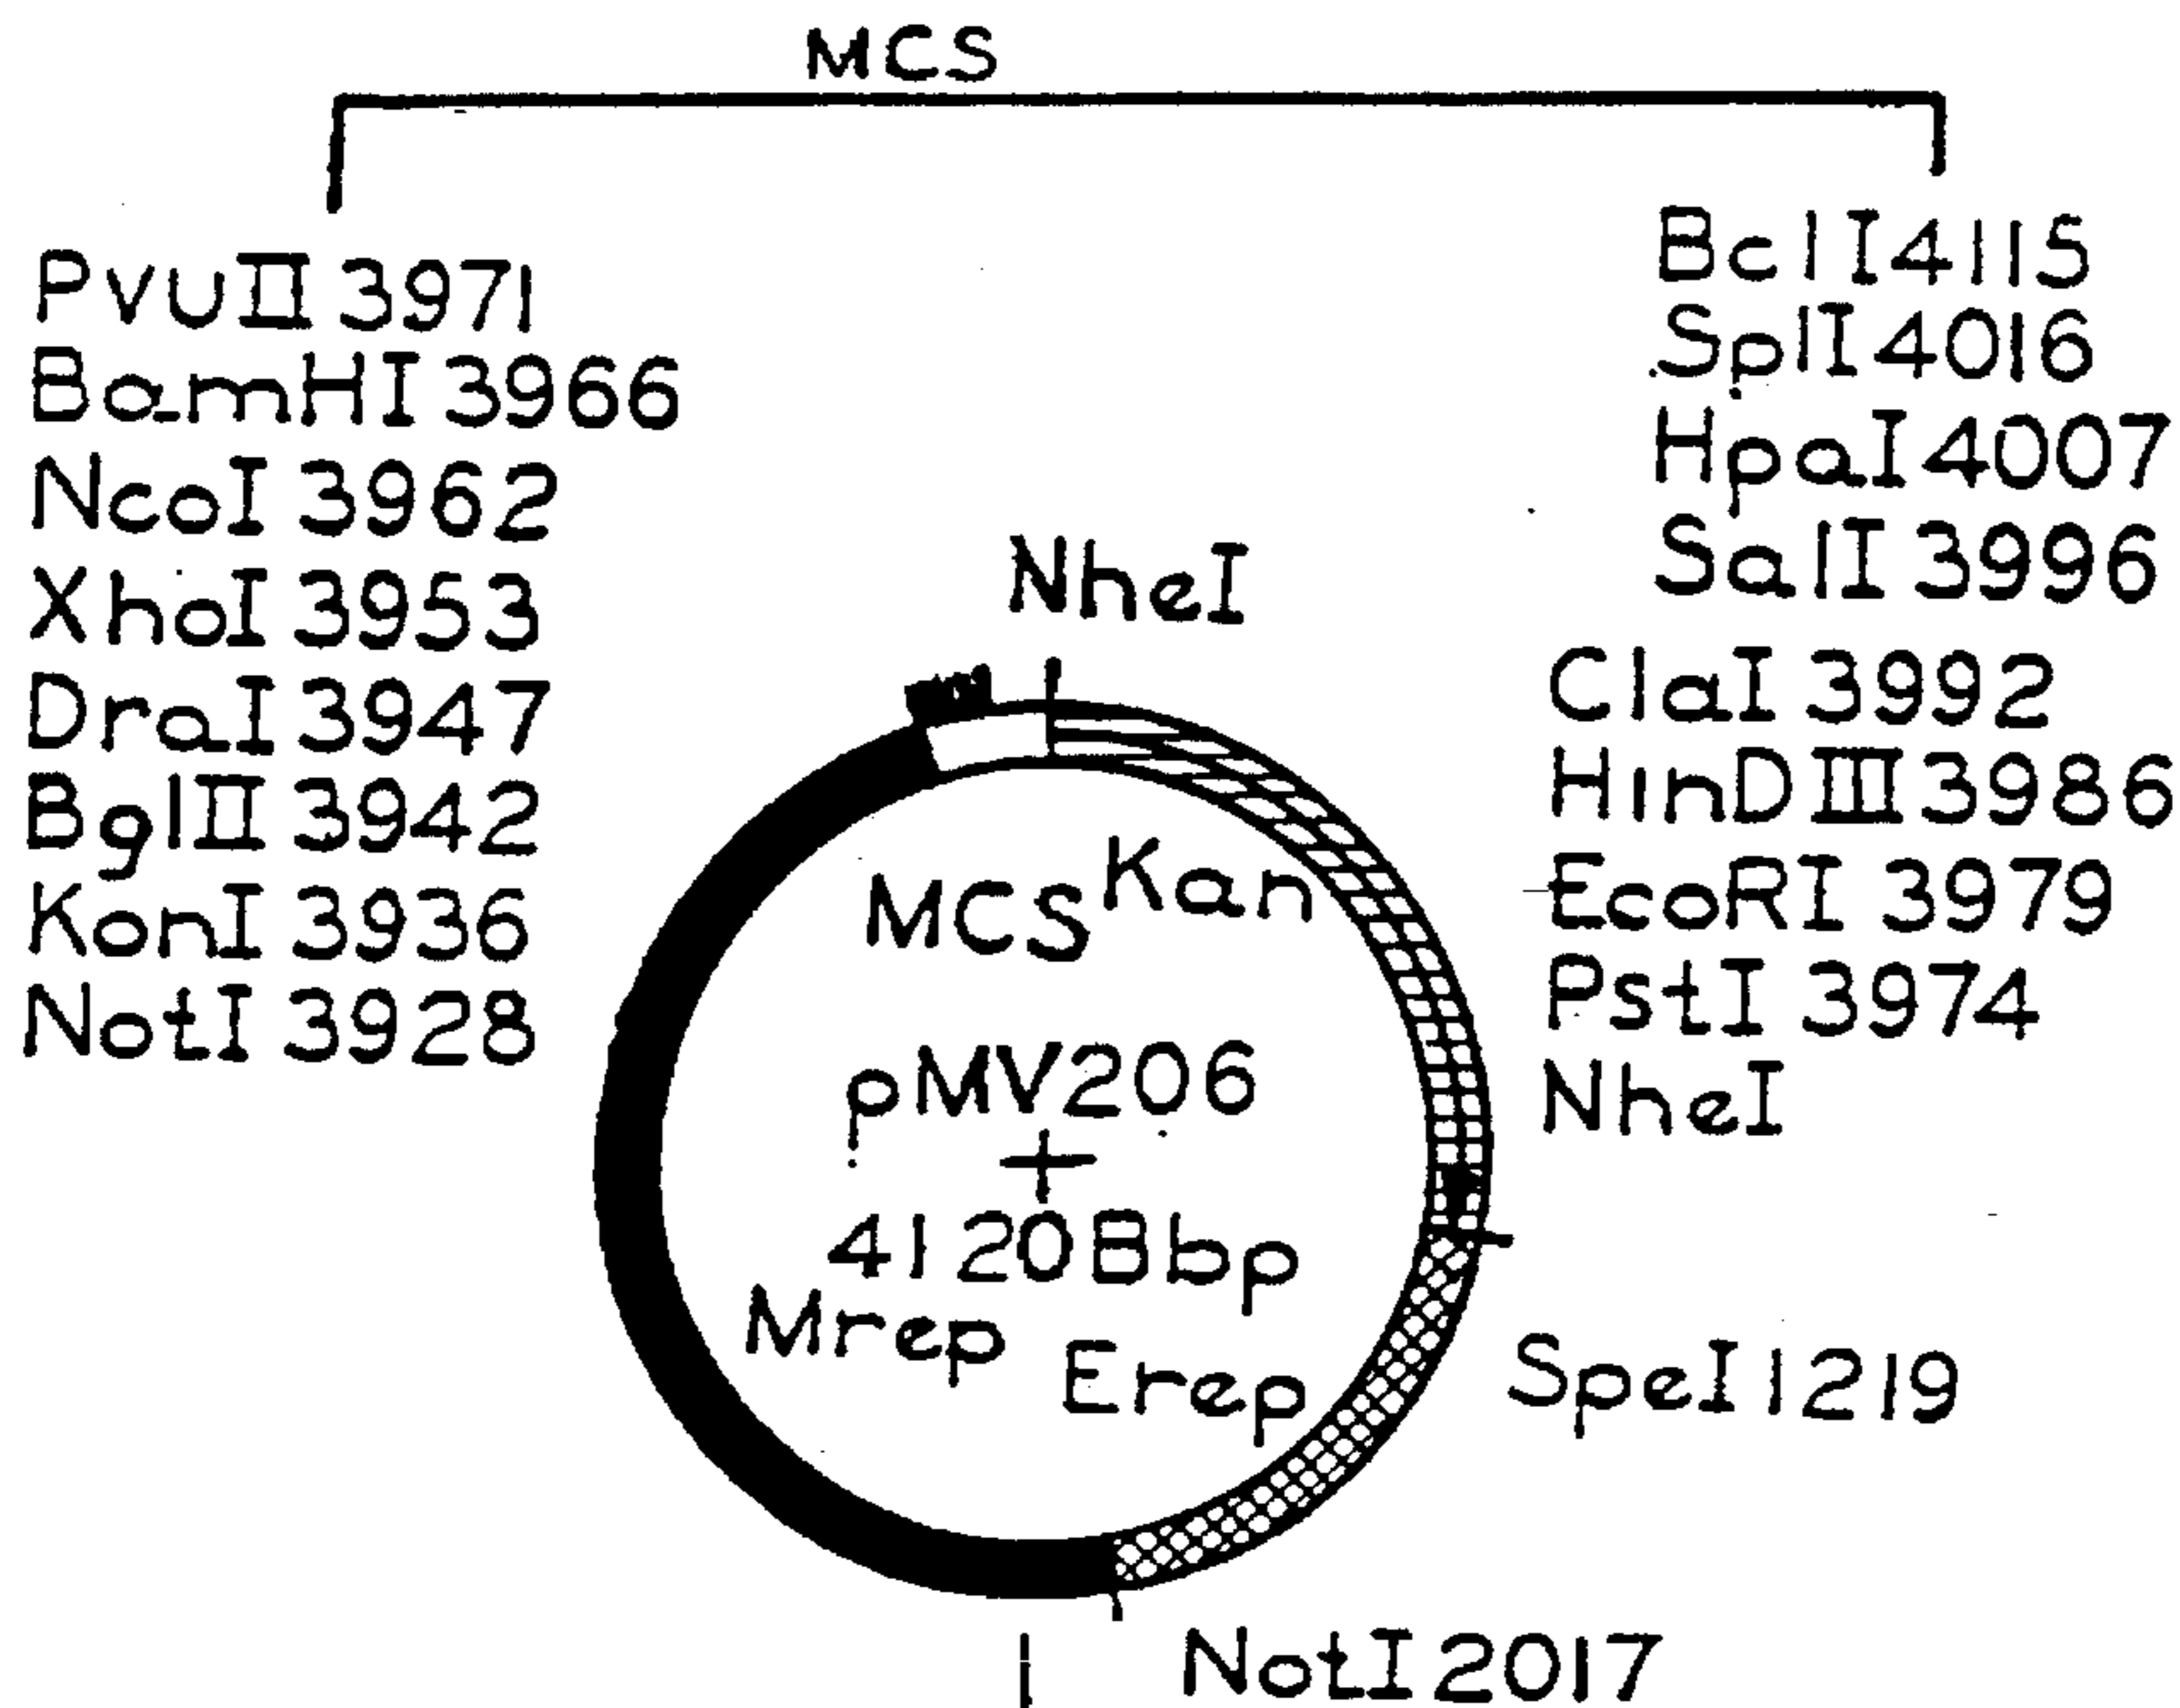 MCS
PvuII 3971
BamHI 3966
NcoI 3962
XhoI 3953
DraI 3947
BglII 3942
KonI 3936
NotI 3928
BclI 4115
SplI 4016
HpaI 4007
SalI 3996
ClaI 3992
HinDIII 3986
EcoRI 3979
PstI 3974
NheI
NheI
MCS Kan
pMV206
4120Bbp
Mrep Erep
SpeI 1219
NotI 2017